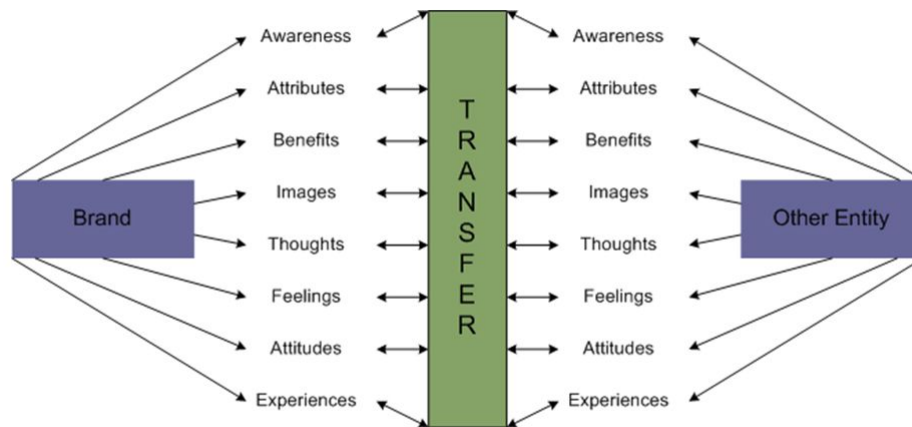 Awareness
Awareness
Attributes
Attributes
Benefits
Benefits
Images
Images
Brand
Other Entity
Thoughts
Thoughts
Feelings
Feelings
Attitudes
Attitudes
Experiences
Experiences
TRANSFER